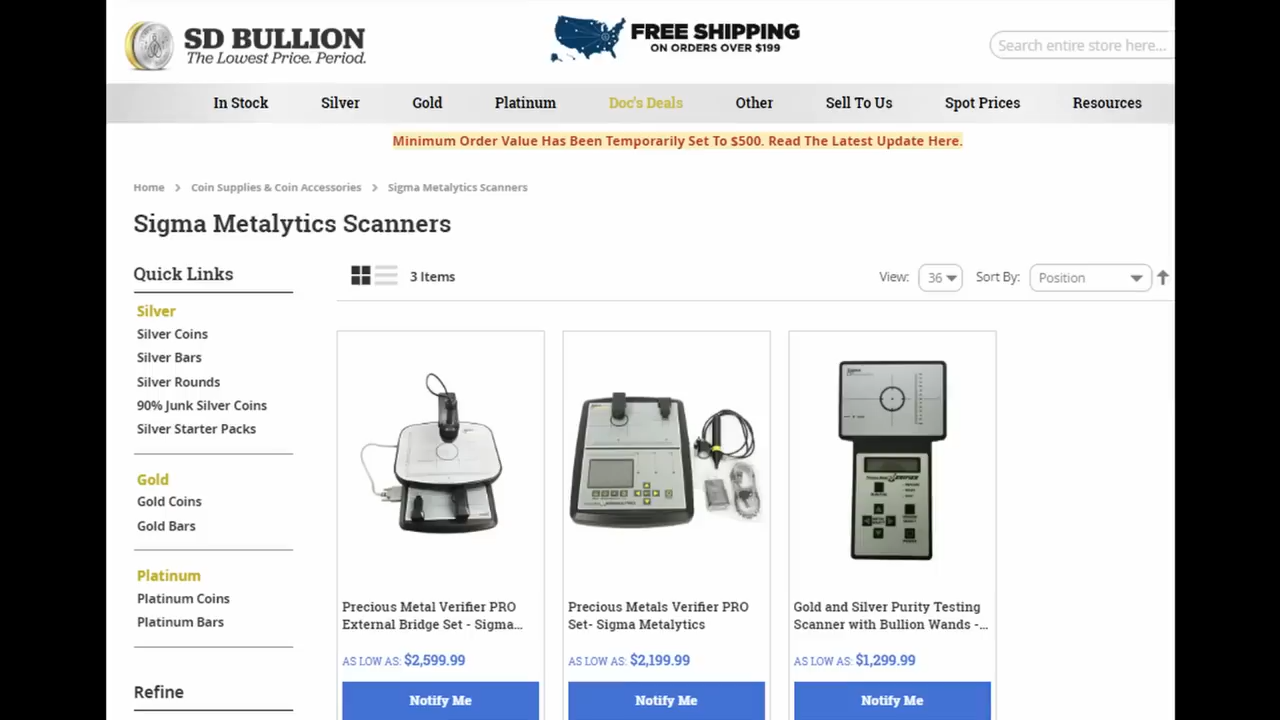 SD BULLION
The Lowest Price. Period.
FREE SHIPPING
ON ORDERS OVER $199
Search entire store here...
In Stock
Silver
Gold
Platinum
Doc's Deals
Other
Sell To Us
Spot Prices
Resources
Minimum Order Value Has Been Temporarily Set To $500. Read The Latest Update Here.
Home > Coin Supplies & Coin Accessories > Sigma Metalytics Scanners
Sigma Metalytics Scanners
Quick Links
Silver
Silver Coins
Silver Bars
Silver Rounds
90% Junk Silver Coins
Silver Starter Packs
Gold
Gold Coins
Gold Bars
Platinum
Platinum Coins
Platinum Bars
Refine
3 Items
View: 36
Sort By: Position
Precious Metal Verifier PRO
External Bridge Set - Sigma...
AS LOW AS: $2,599.99
Notify Me
Precious Metals Verifier PRO
Set- Sigma Metalytics
AS LOW AS: $2,199.99
Notify Me
Gold and Silver Purity Testing
Scanner with Bullion Wands -...
AS LOW AS: $1,299.99
Notify Me